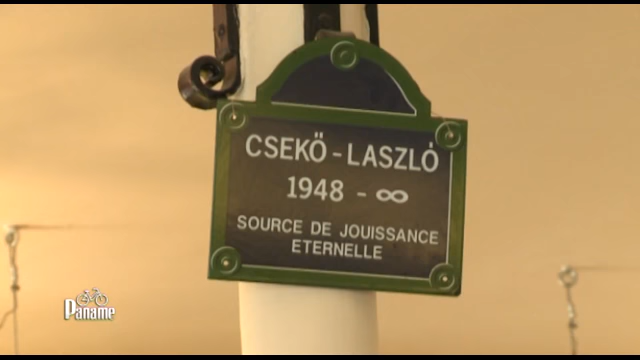 CSEKÖ - LASZLÓ
1948 - ∞
SOURCE DE JOUISSANCE
ETERNELLE
Paname